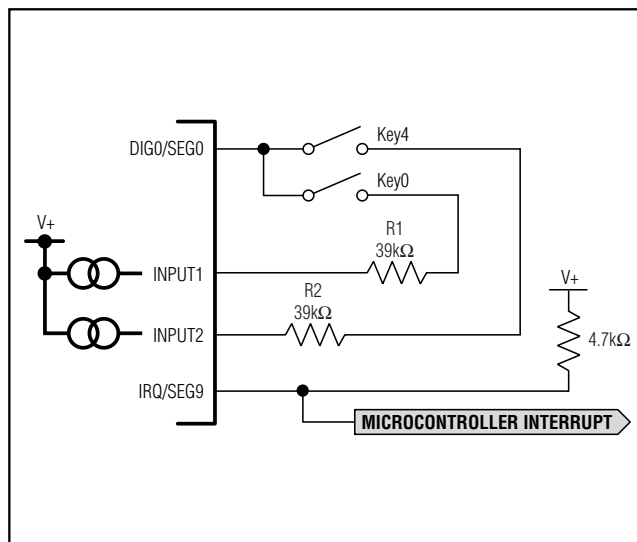 DIG0/SEG0
Key4
Key0
V+
R1
39kΩ
INPUT1
R2
39kΩ
INPUT2
V+
4.7kΩ
IRQ/SEG9
MICROCONTROLLER INTERRUPT